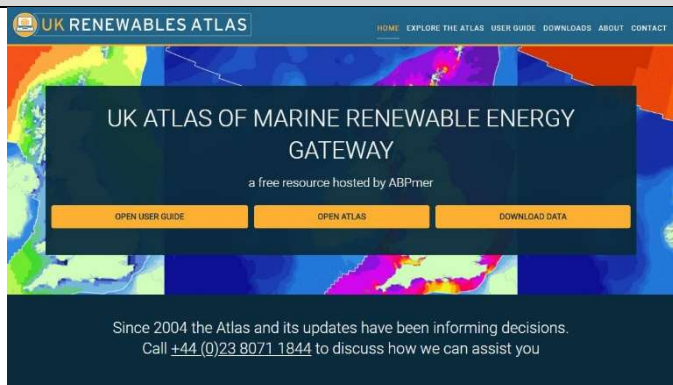 UK RENEWABLES ATLAS
HOME EXPLORE THE ATLAS USER GUIDE DOWNLOADS ABOUT CONTACT
UK ATLAS OF MARINE RENEWABLE ENERGY
GATEWAY
a free resource hosted by ABPmer
OPEN USER GUIDE OPEN ATLAS DOWNLOAD DATA
Since 2004 the Atlas and its updates have been informing decisions.
Call +44 (0)23 8071 1844 to discuss how we can assist you